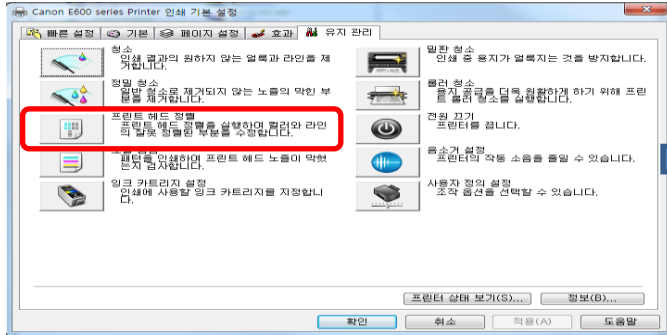 Canon E600 series Printer 인쇄 기본 설정
빠른 설정
기본
페이지 설정
효과
유지 관리
청소
인쇄 결과의 원하지 않는 얼룩과 라인을 제
거합니다.
정밀 청소
일반 청소로 제거되지 않는 노즐의 막힌 부
분을 제거합니다.
프린트 헤드 정렬
프린트 헤드 정렬을 실행하며 컬러와 라인
의 잘못 정렬된 부분을 수정합니다.
패턴을 인쇄하며 프린트 헤드 노즐이 막혔
는지 검사합니다.
잉크 카트리지 설정
인쇄에 사용할 잉크 카트리지를 지정합니
다.
밑판 청소
인쇄 중 용지가 얼룩지는 것을 방지합니다.
롤러 청소
용지 공급을 더욱 원활하게 하기 위해 프린
트 롤러 청소를 실행합니다.
전원 끄기
프린터를 끕니다.
음소거 설정
프린터의 작동 소음을 줄일 수 있습니다.
사용자 정의 설정
조작 옵션을 선택할 수 있습니다.
프린터 상태 보기(S)...
정보(B)...
확인
취소
적용(A)
도움말